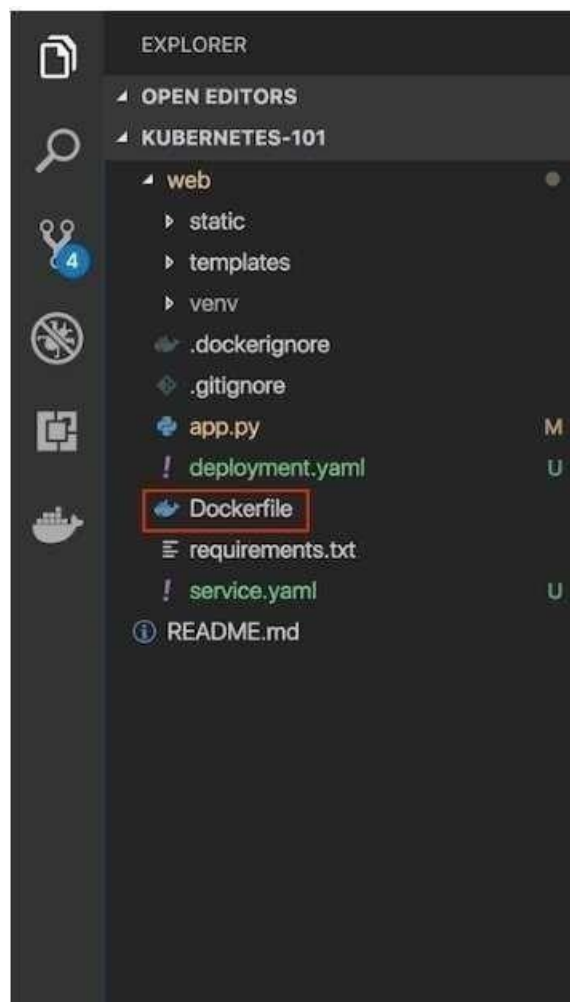 EXPLORER
OPEN EDITORS
KUBERNETES-101
web
static
templates
4
venv
.dockerignore
.gitignore
app.py M
deployment.yaml U
Dockerfile
requirements.txt
service.yaml U
README.md